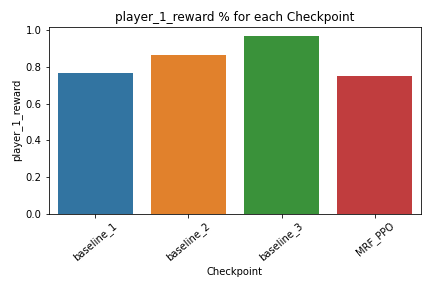 player_1_reward % for each Checkpoint
player_1_reward
1.0
0.8
0.6
0.4
0.2
0.0
baseline_1
baseline_2
baseline_3
MRF_PPO
Checkpoint